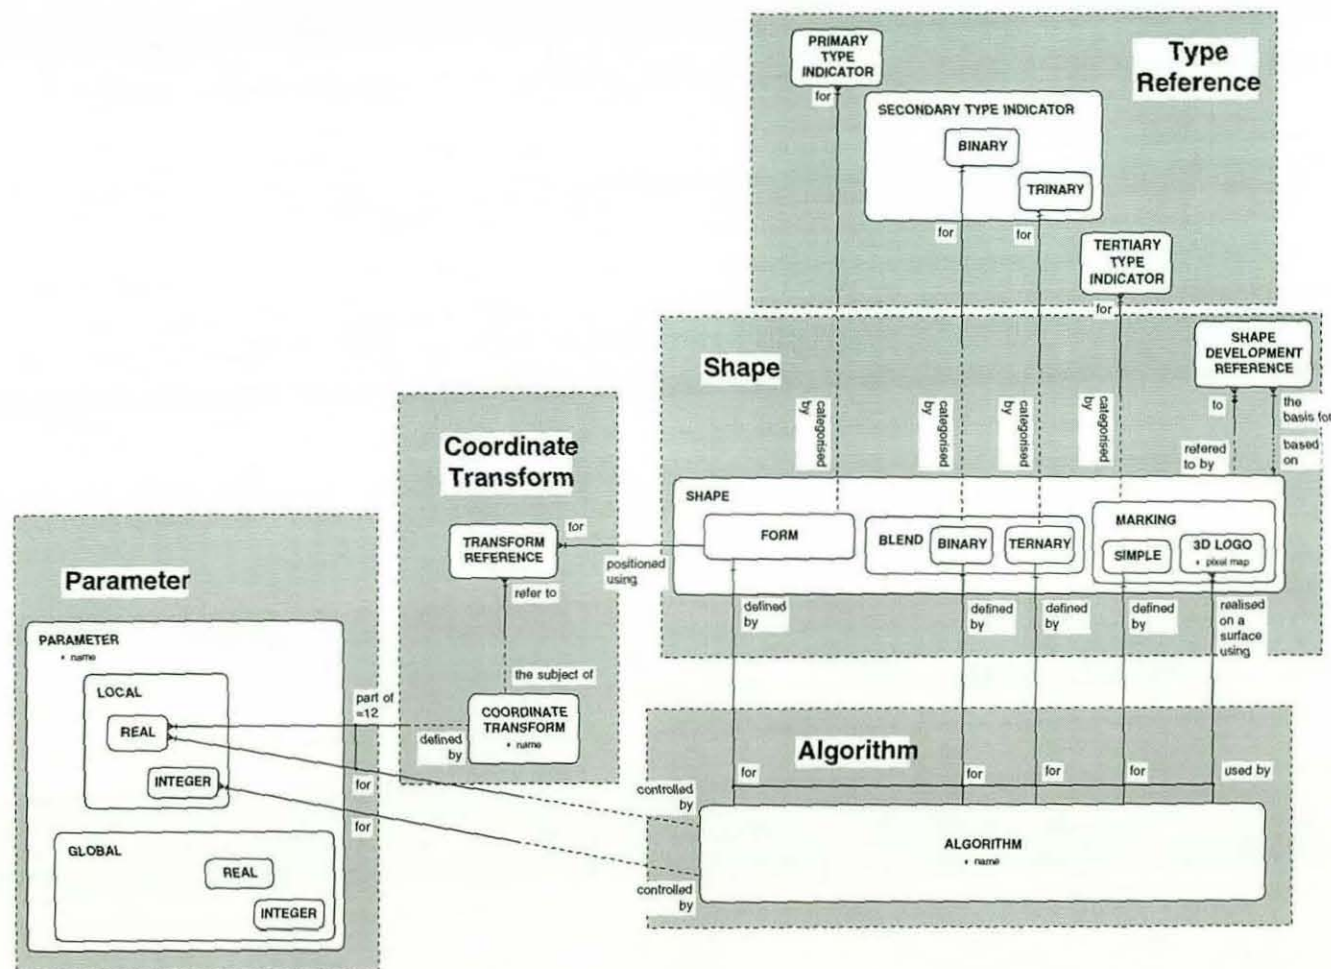 Type
Reference
PRIMARY
TYPE
INDICATOR
for
SECONDARY TYPE INDICATOR
BINARY
TRINARY
for
for
TERTIARY
TYPE
INDICATOR
for
Shape
SHAPE
DEVELOPMENT
REFERENCE
to
the
basis for
refered
to by
based
on
categorised
by
categorised
by
categorised
by
categorised
by
SHAPE
FORM
BLEND
BINARY
TERNARY
MARKING
SIMPLE
3D LOGO
• pixel map
defined
by
defined
by
defined
by
defined
by
realised
on a
surface
using
Coordinate
Transform
TRANSFORM
REFERENCE
for
positioned
using
refer to
the subject of
COORDINATE
TRANSFORM
• name
defined
by
part of
=12
Parameter
PARAMETER
• name
LOCAL
REAL
INTEGER
for
for
GLOBAL
REAL
INTEGER
Algorithm
for
for
for
for
used by
controlled
by
ALGORITHM
• name
controlled
by